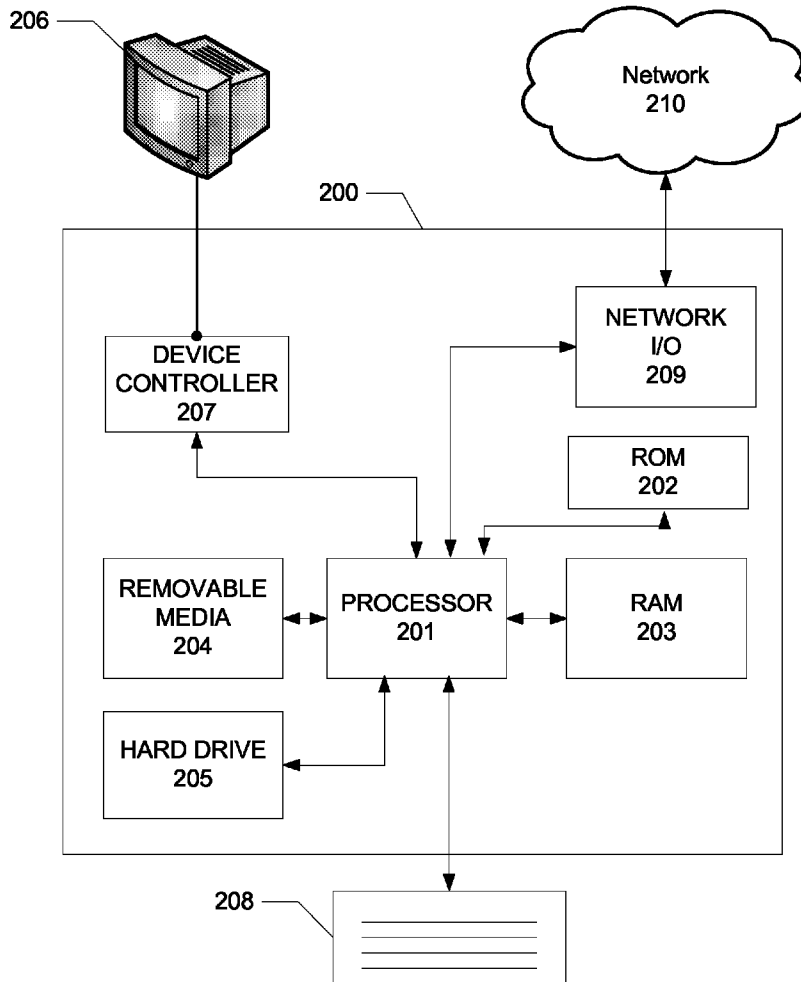 206
Network
210
200
NETWORK
I/O
209
DEVICE
CONTROLLER
207
ROM
202
REMOVABLE
MEDIA
204
PROCESSOR
201
RAM
203
HARD DRIVE
205
208